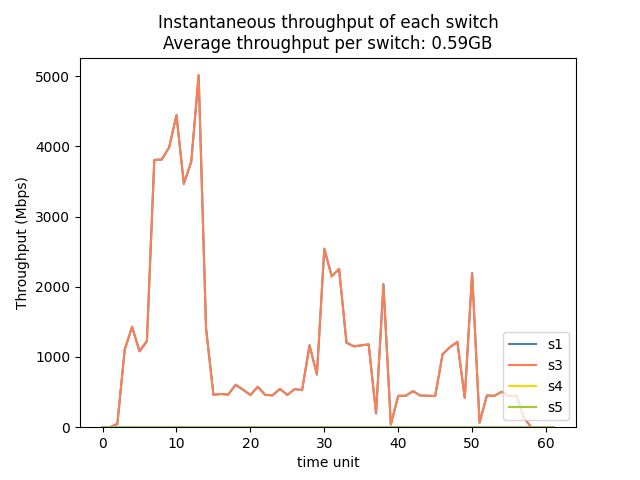 Instantaneous throughput of each switch
Average throughput per switch: 0.59GB
5000
4000
3000
2000
1000
0
Throughput (Mbps)
0 10 20 30 40 50 60
time unit
s1
s3
s4
s5